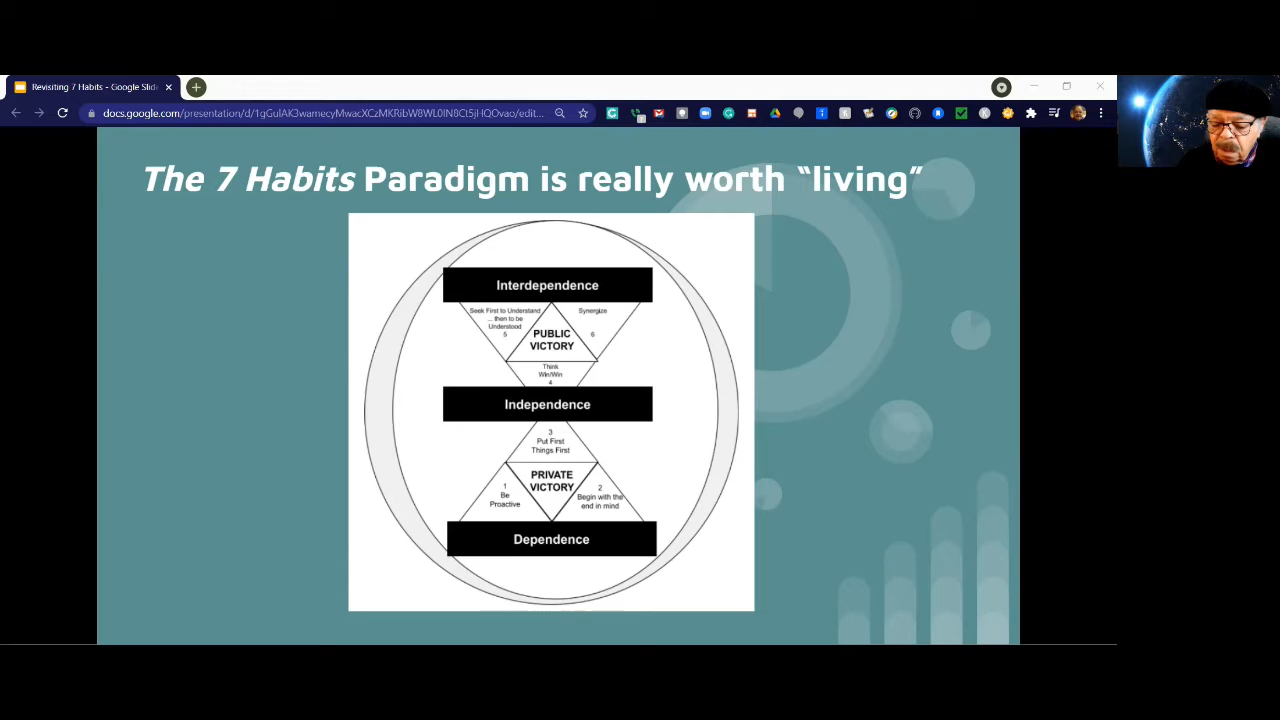 Revisiting 7 Habits - Google Slid
docs.google.com/presentation/d/1gGulAK3wamecyMwacXCzMKRibW8WL0IN8Ct5jHQOvao/edit...
The 7 Habits Paradigm is really worth “living”
Interdependence
Seek First to Understand
... then to be
Understood
5
Synergize
6
PUBLIC
VICTORY
Think
Win/Win
4
Independence
3
Put First
Things First
PRIVATE
VICTORY
1
Be
Proactive
2
Begin with the
end in mind
Dependence